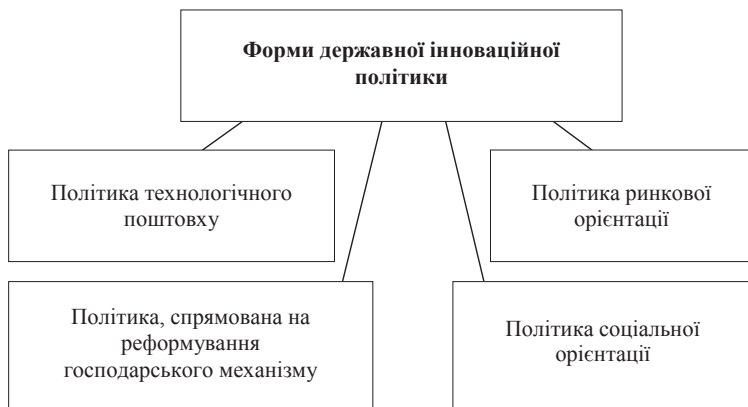 Форми державної інноваційної
політики
Політика технологічного
поштовху
Політика ринкової
орієнтації
Політика, спрямована на
реформування
господарського механізму
Політика соціальної
орієнтації